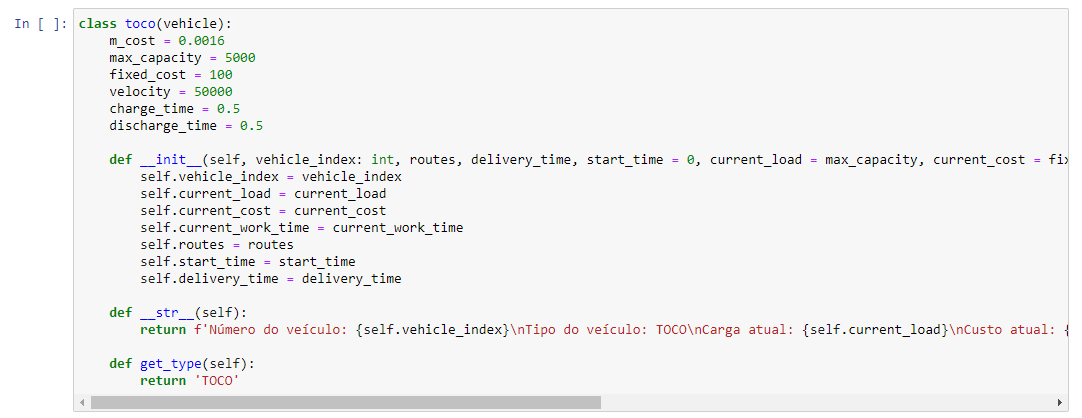 In [ ]: class toco(vehicle):
    m_cost = 0.0016
    max_capacity = 5000
    fixed_cost = 100
    velocity = 50000
    charge_time = 0.5
    discharge_time = 0.5

    def __init__(self, vehicle_index: int, routes, delivery_time, start_time = 0, current_load = max_capacity, current_cost = fix
        self.vehicle_index = vehicle_index
        self.current_load = current_load
        self.current_cost = current_cost
        self.current_work_time = current_work_time
        self.routes = routes
        self.start_time = start_time
        self.delivery_time = delivery_time

    def __str__(self):
        return f'Número do veículo: {self.vehicle_index}\nTipo do veículo: TOCO\nCarga atual: {self.current_load}\nCusto atual: {

    def get_type(self):
        return 'TOCO'